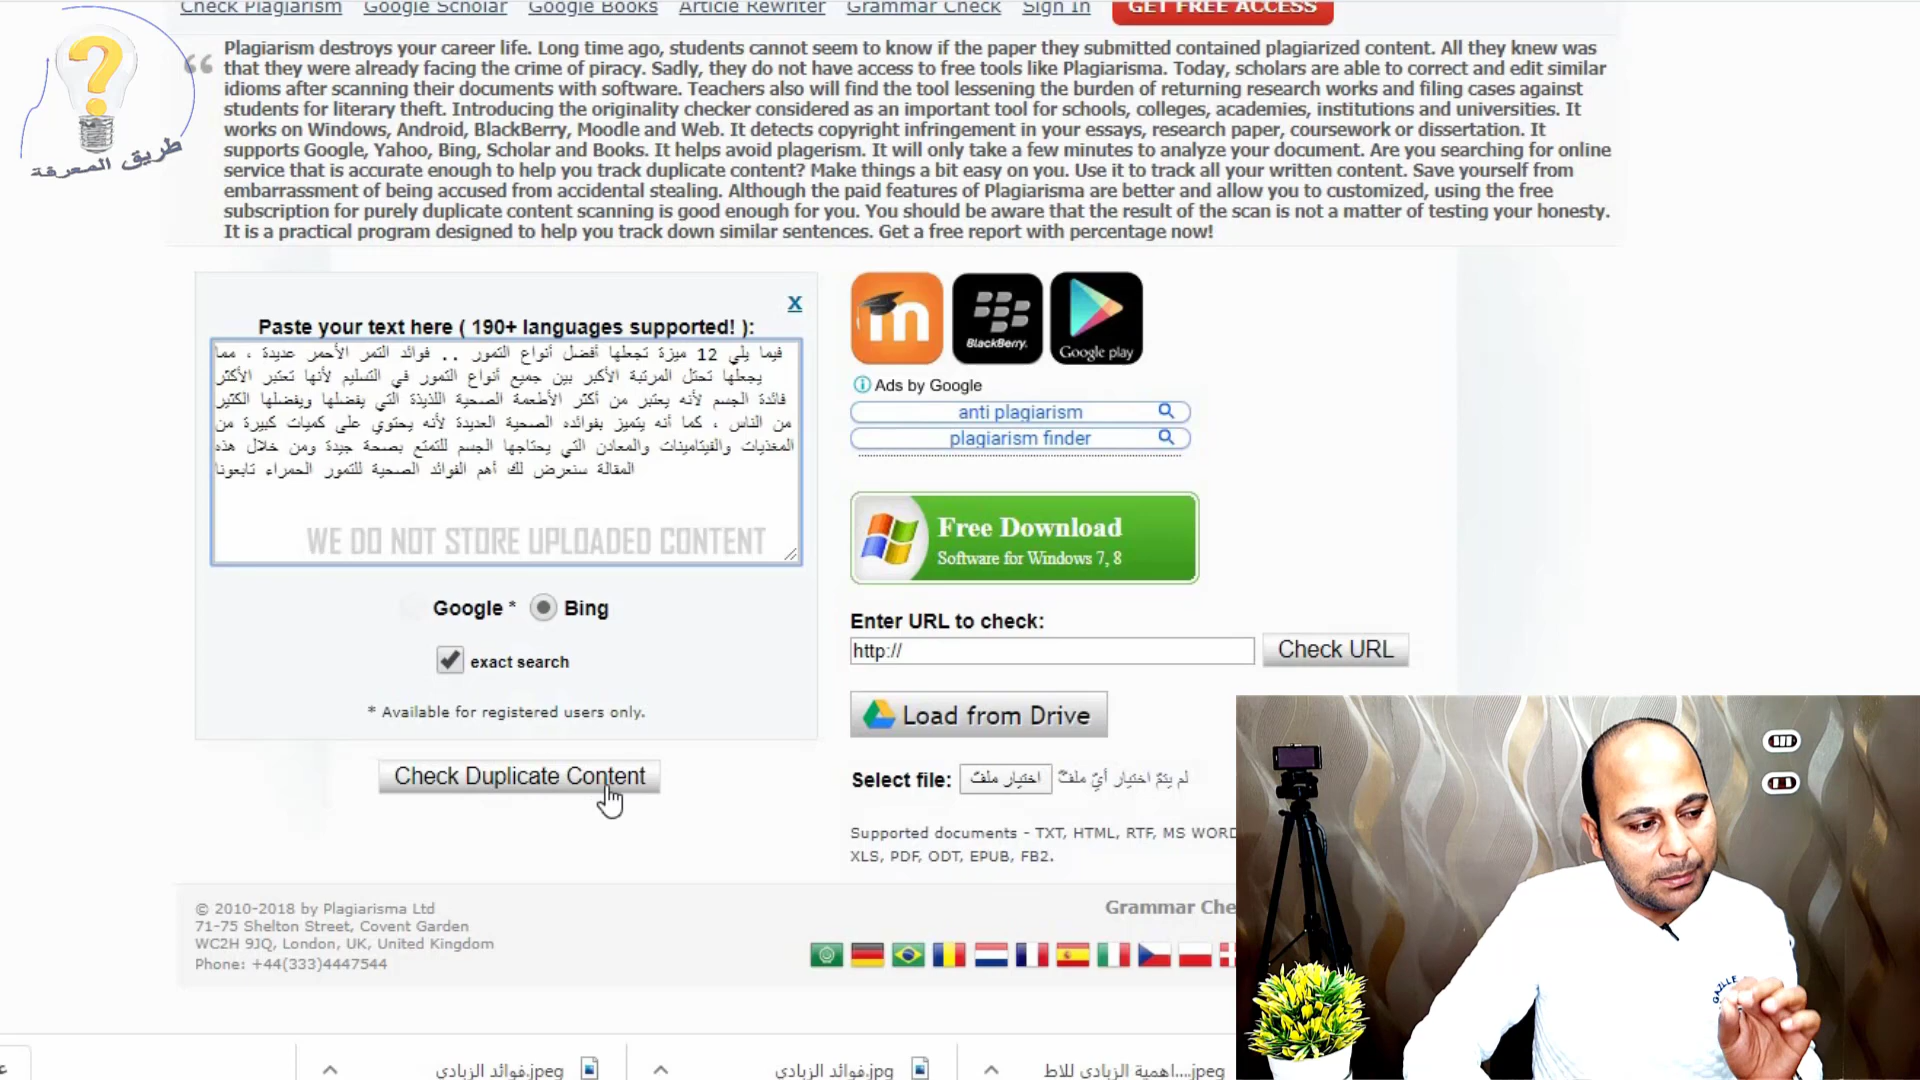 Check Plagiarism Google Scholar Google Books Article Rewriter Grammar Check Sign In GET FREE ACCESS
طريق المعرفة
Plagiarism destroys your career life. Long time ago, students cannot seem to know if the paper they submitted contained plagiarized content. All they knew was
that they were already facing the crime of piracy. Sadly, they do not have access to free tools like Plagiarisma. Today, scholars are able to correct and edit similar
idioms after scanning their documents with software. Teachers also will find the tool lessening the burden of returning research works and filing cases against
students for literary theft. Introducing the originality checker considered as an important tool for schools, colleges, academies, institutions and universities. It
works on Windows, Android, BlackBerry, Moodle and Web. It detects copyright infringement in your essays, research paper, coursework or dissertation. It
supports Google, Yahoo, Bing, Scholar and Books. It helps avoid plagerism. It will only take a few minutes to analyze your document. Are you searching for online
service that is accurate enough to help you track duplicate content? Make things a bit easy on you. Use it to track all your written content. Save yourself from
embarrassment of being accused from accidental stealing. Although the paid features of Plagiarisma are better and allow you to customized, using the free
subscription for purely duplicate content scanning is good enough for you. You should be aware that the result of the scan is not a matter of testing your honesty.
It is a practical program designed to help you track down similar sentences. Get a free report with percentage now!
X
Paste your text here ( 190+ languages supported! ):
فيما يلي 12 ميزة تجعلها أفضل أنواع التمور .. فوائد التمر الأحمر عديدة ، مما
يجعلها تحتل المرتبة الأكبر بين جميع أنواع التمور في التسليم لأنها تعتبر الأكثر
فائدة الجسم لأنه يعتبر من أكثر الأطعمة الصحية اللذيذة التي يفضلها ويفضلها الكثير
من الناس ، كما أنه يتميز بفوائده الصحية العديدة لأنه يحتوي على كميات كبيرة من
المغذيات والفيتامينات والمعادن التي يحتاجها الجسم للتمتع بصحة جيدة ومن خلال هذه
المقالة سنعرض لك أهم الفوائد الصحية للتمور الحمراء تابعونا
WE DO NOT STORE UPLOADED CONTENT
Google * Bing
exact search
* Available for registered users only.
Check Duplicate Content
BlackBerry.
Google play
Ads by Google
anti plagiarism
plagiarism finder
Free Download
Software for Windows 7, 8
Enter URL to check:
http://
Check URL
Load from Drive
Select file: اختيار ملفّ لم يتمّ اختيار أيّ ملفّ
Supported documents - TXT, HTML, RTF, MS WORD
XLS, PDF, ODT, EPUB, FB2.
© 2010-2018 by Plagiarisma Ltd
71-75 Shelton Street, Covent Garden
WC2H 9JQ, London, UK, United Kingdom
Phone: +44(333)4447544
Grammar Che
فوائد الزبادي.jpeg
فوائد الزبادي.jpg
اهمية الزبادي للاط....jpeg